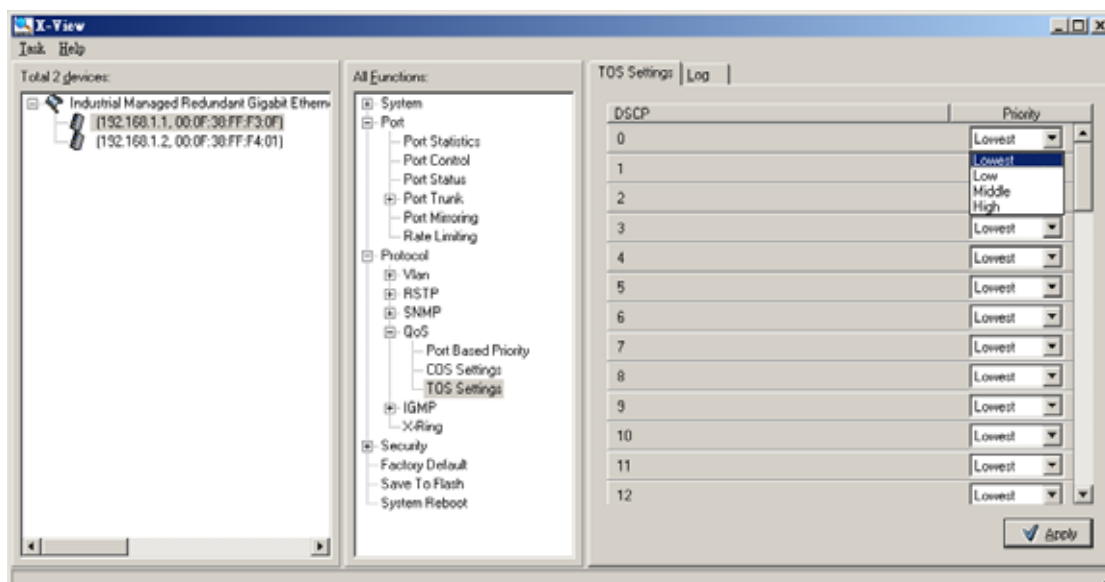 X-View
Task Help
Total 2 devices:
Industrial Managed Redundant Gigabit Ethern
(192.168.1.1, 00:0F:38:FF:F3:0F)
(192.168.1.2, 00:0F:38:FF:F4:01)
All Functions:
System
Port
Port Statistics
Port Control
Port Status
Port Trunk
Port Mirroring
Rate Limiting
Protocol
Vlan
RSTP
SNMP
QoS
Port Based Priority
COS Settings
TOS Settings
IGMP
X-Ring
Security
Factory Default
Save To Flash
System Reboot
TOS Settings Log
DSCP Priority
0 Lowest
1 Lowest
Low
2 Middle
High
3 Lowest
4 Lowest
5 Lowest
6 Lowest
7 Lowest
8 Lowest
9 Lowest
10 Lowest
11 Lowest
12 Lowest
Apply